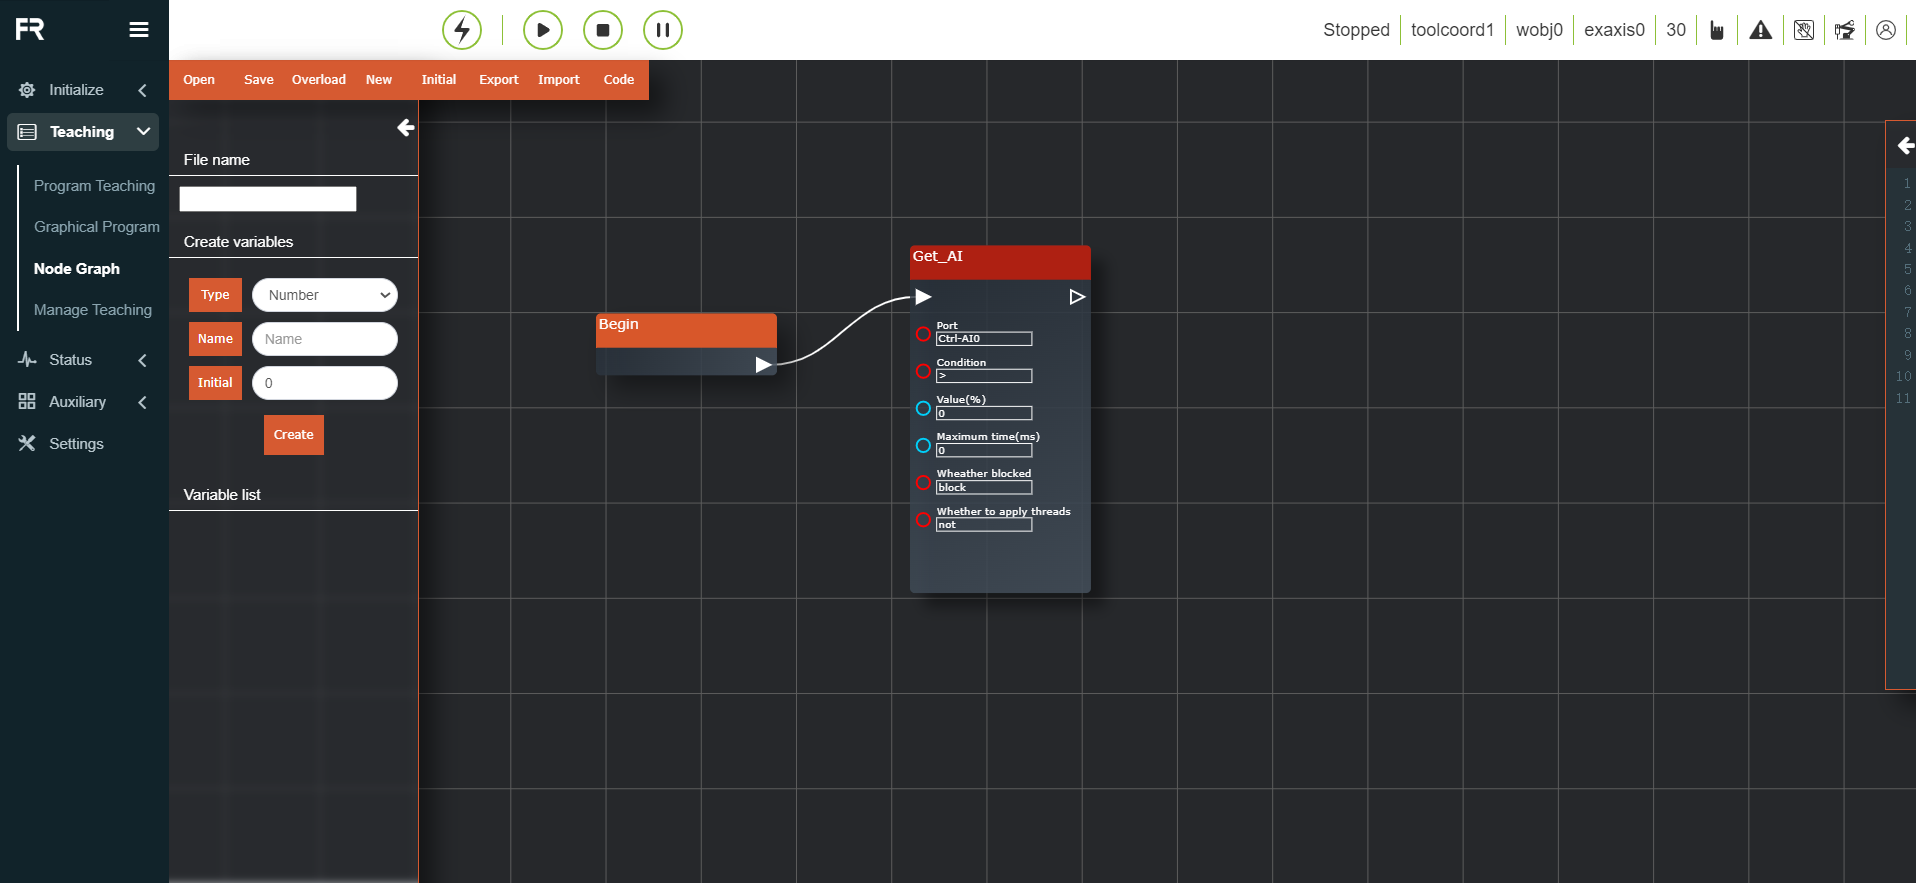 FR
Stopped
toolcoord1
wobj0
exaxis0
30
Open
Save
Overload
New
Initial
Export
Import
Code
Initialize
Teaching
Program Teaching
Graphical Program
Node Graph
Manage Teaching
Status
Auxiliary
Settings
File name
Create variables
Type
Number
Name
Name
Initial
0
Create
Variable list
Begin
Get_AI
Port
Ctrl-AI0
Condition
>
Value(%)
0
Maximum time(ms)
0
Wheather blocked
block
Whether to apply threads
not
1
2
3
4
5
6
7
8
9
10
11